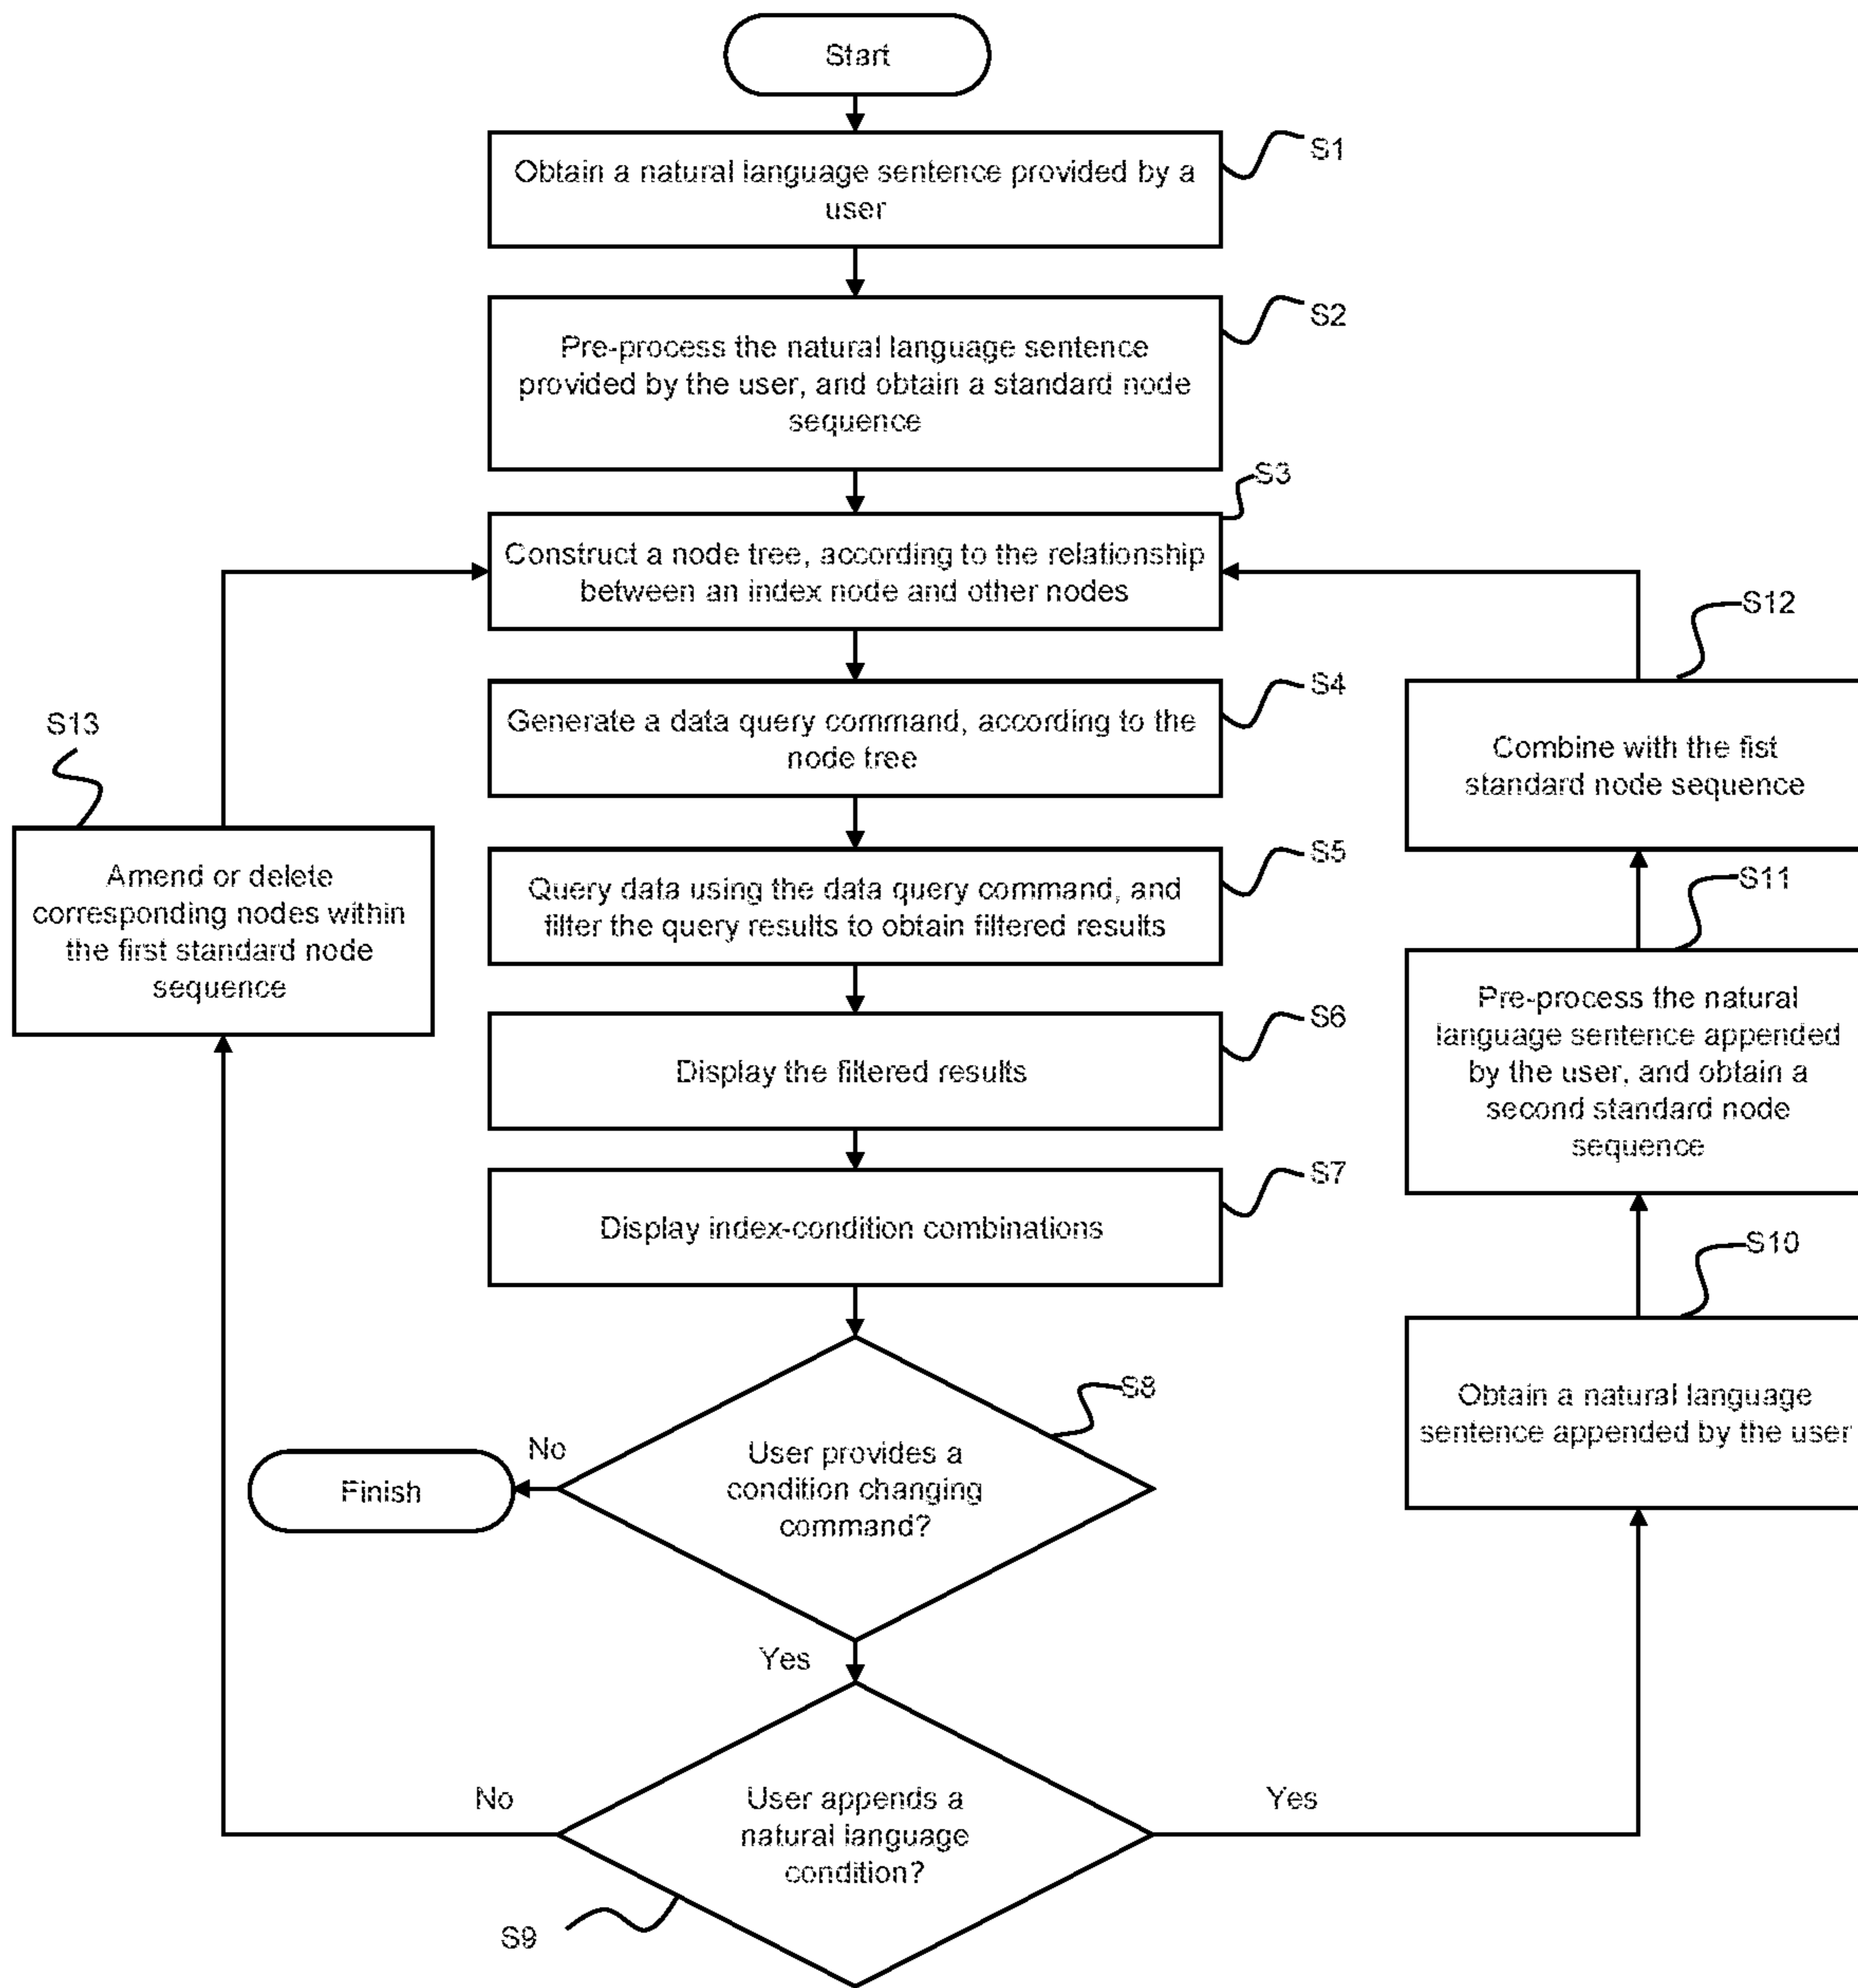 Start
S1
Obtain a natural language sentence provided by a
user
S2
Pre-process the natural language sentence
provided by the user, and obtain a standard node
sequence
S3
Construct a node tree, according to the relationship
between an index node and other nodes
S12
S4
Generate a data query command, according to the
node tree
S13
Combine with the fist
standard node sequence
S5
Query data using the data query command, and
filter the query results to obtain filtered results
Amend or delete
corresponding nodes within
the first standard node
sequence
S11
Pre-process the natural
language sentence appended
by the user, and obtain a
second standard node
sequence
S6
Display the filtered results
S7
Display index-condition combinations
S10
Obtain a natural language
sentence appended by the user
S8
User provides a
condition changing
command?
No
Finish
Yes
User appends a
natural language
condition?
No
Yes
S9